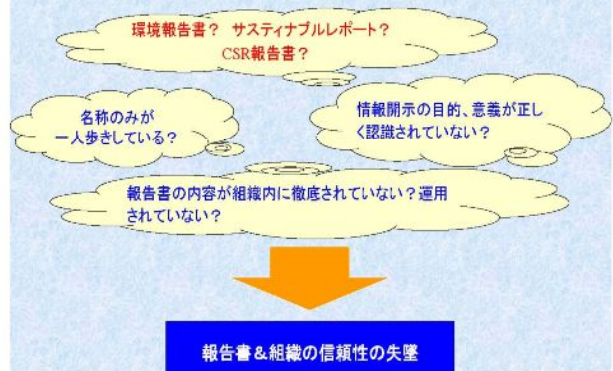 環境報告書? サスティナブルレポート?
CSR報告書?
名称のみが
一人歩きしている?
情報開示の目的、意義が正し
く認識されていない?
報告書の内容が組織内に徹底されていない?運用
されていない?
報告書&組織の信頼性の失墜